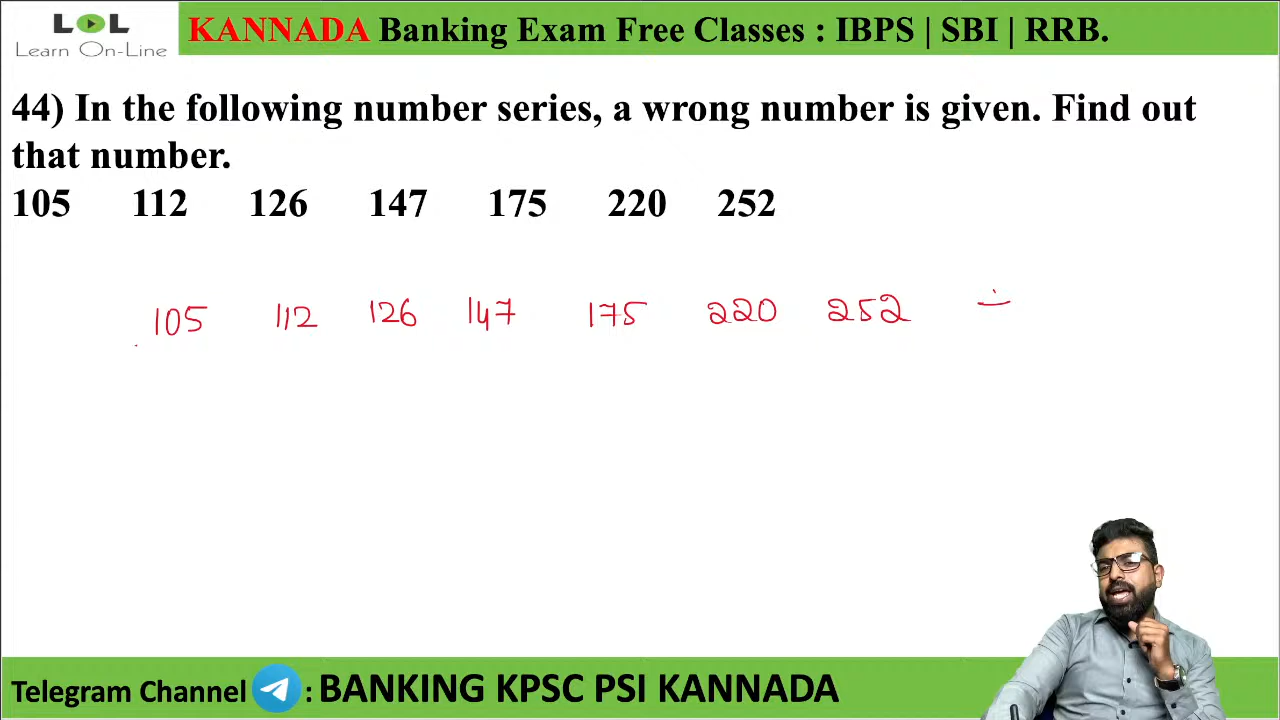 LOL
Learn On-Line
KANNADA Banking Exam Free Classes : IBPS | SBI | RRB.
44) In the following number series, a wrong number is given. Find out
that number.
105 112 126 147 175 220 252
105 112 126 147 175 220 252
Telegram Channel : BANKING KPSC PSI KANNADA